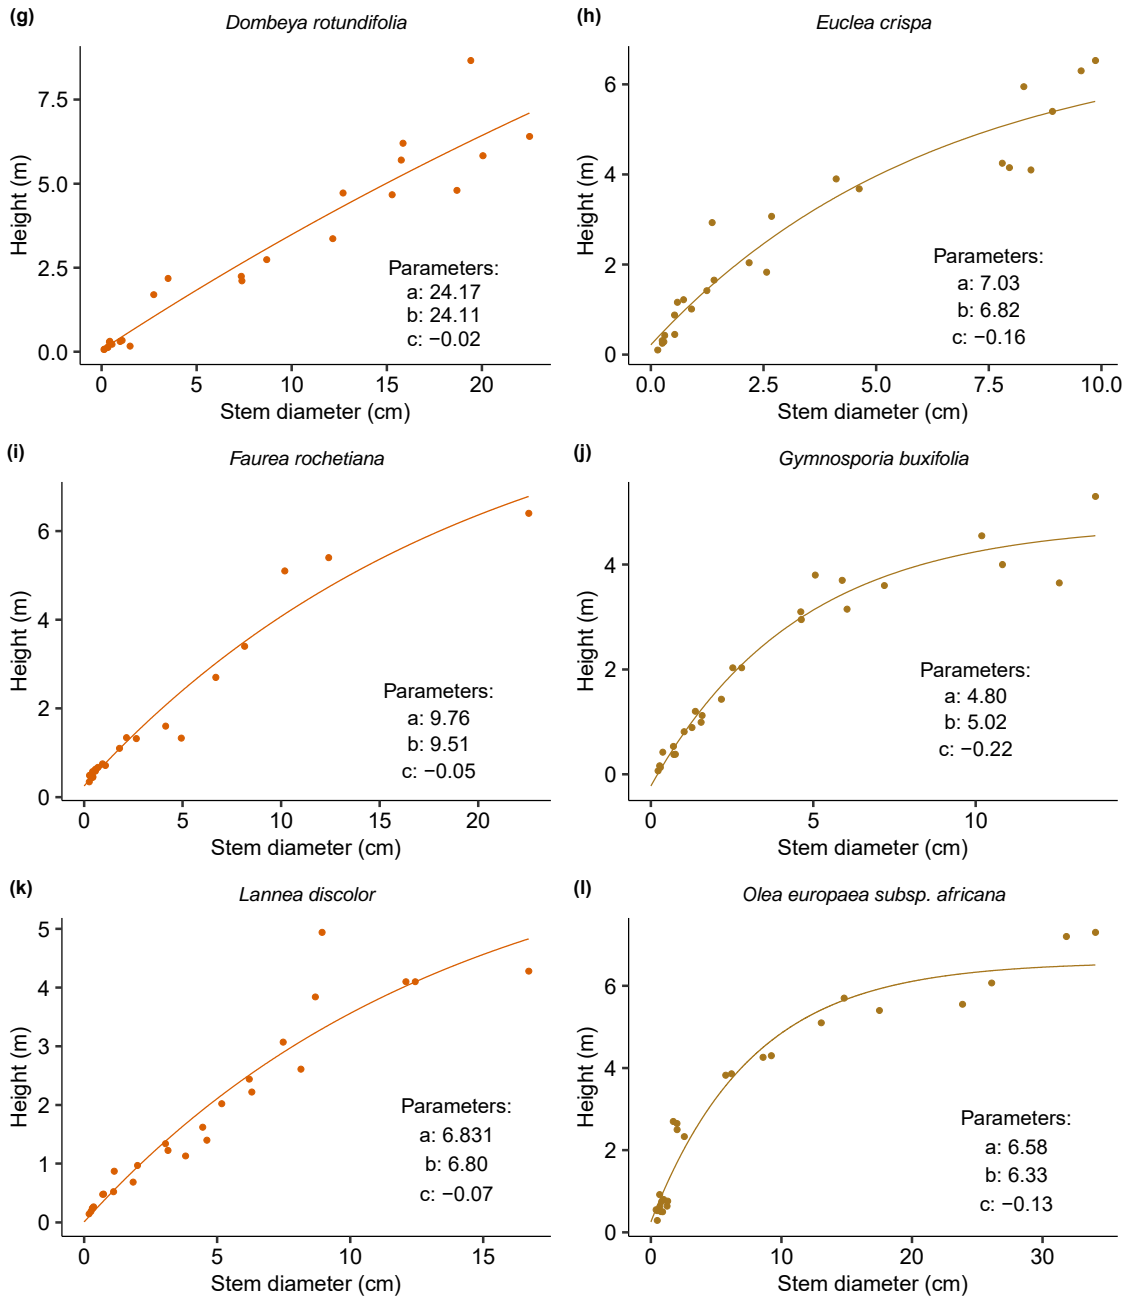 (g)
Dombeya rotundifolia
Height (m)
7.5
5.0
2.5
0.0
Parameters:
a: 24.17
b: 24.11
c: −0.02
0 5 10 15 20
Stem diameter (cm)
(h)
Euclea crispa
Height (m)
6
4
2
0
Parameters:
a: 7.03
b: 6.82
c: −0.16
0.0 2.5 5.0 7.5 10.0
Stem diameter (cm)
(i)
Faurea rochetiana
Height (m)
6
4
2
0
Parameters:
a: 9.76
b: 9.51
c: −0.05
0 5 10 15 20
Stem diameter (cm)
(j)
Gymnosporia buxifolia
Height (m)
4
2
0
Parameters:
a: 4.80
b: 5.02
c: −0.22
0 5 10
Stem diameter (cm)
(k)
Lannea discolor
Height (m)
5
4
3
2
1
0
Parameters:
a: 6.831
b: 6.80
c: −0.07
0 5 10 15
Stem diameter (cm)
(l)
Olea europaea subsp. africana
Height (m)
6
4
2
0
Parameters:
a: 6.58
b: 6.33
c: −0.13
0 10 20 30
Stem diameter (cm)